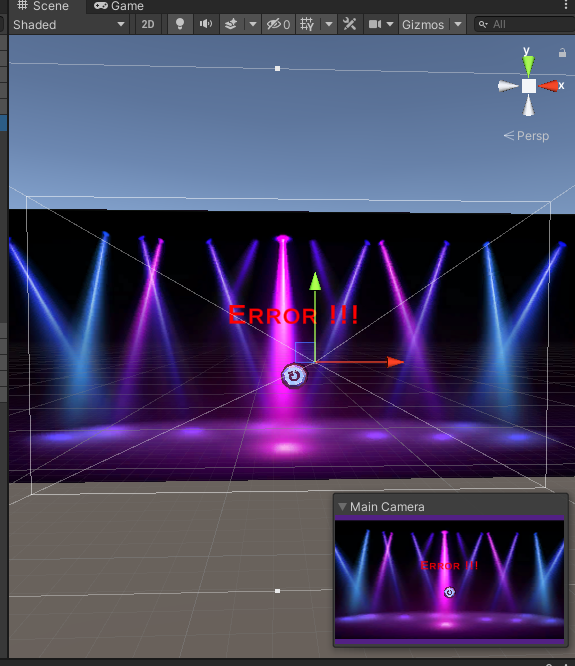 Scene Game
Shaded 2D 0 Gizmos All
y
x
Persp
ERROR !!!
Main Camera
ERROR !!!